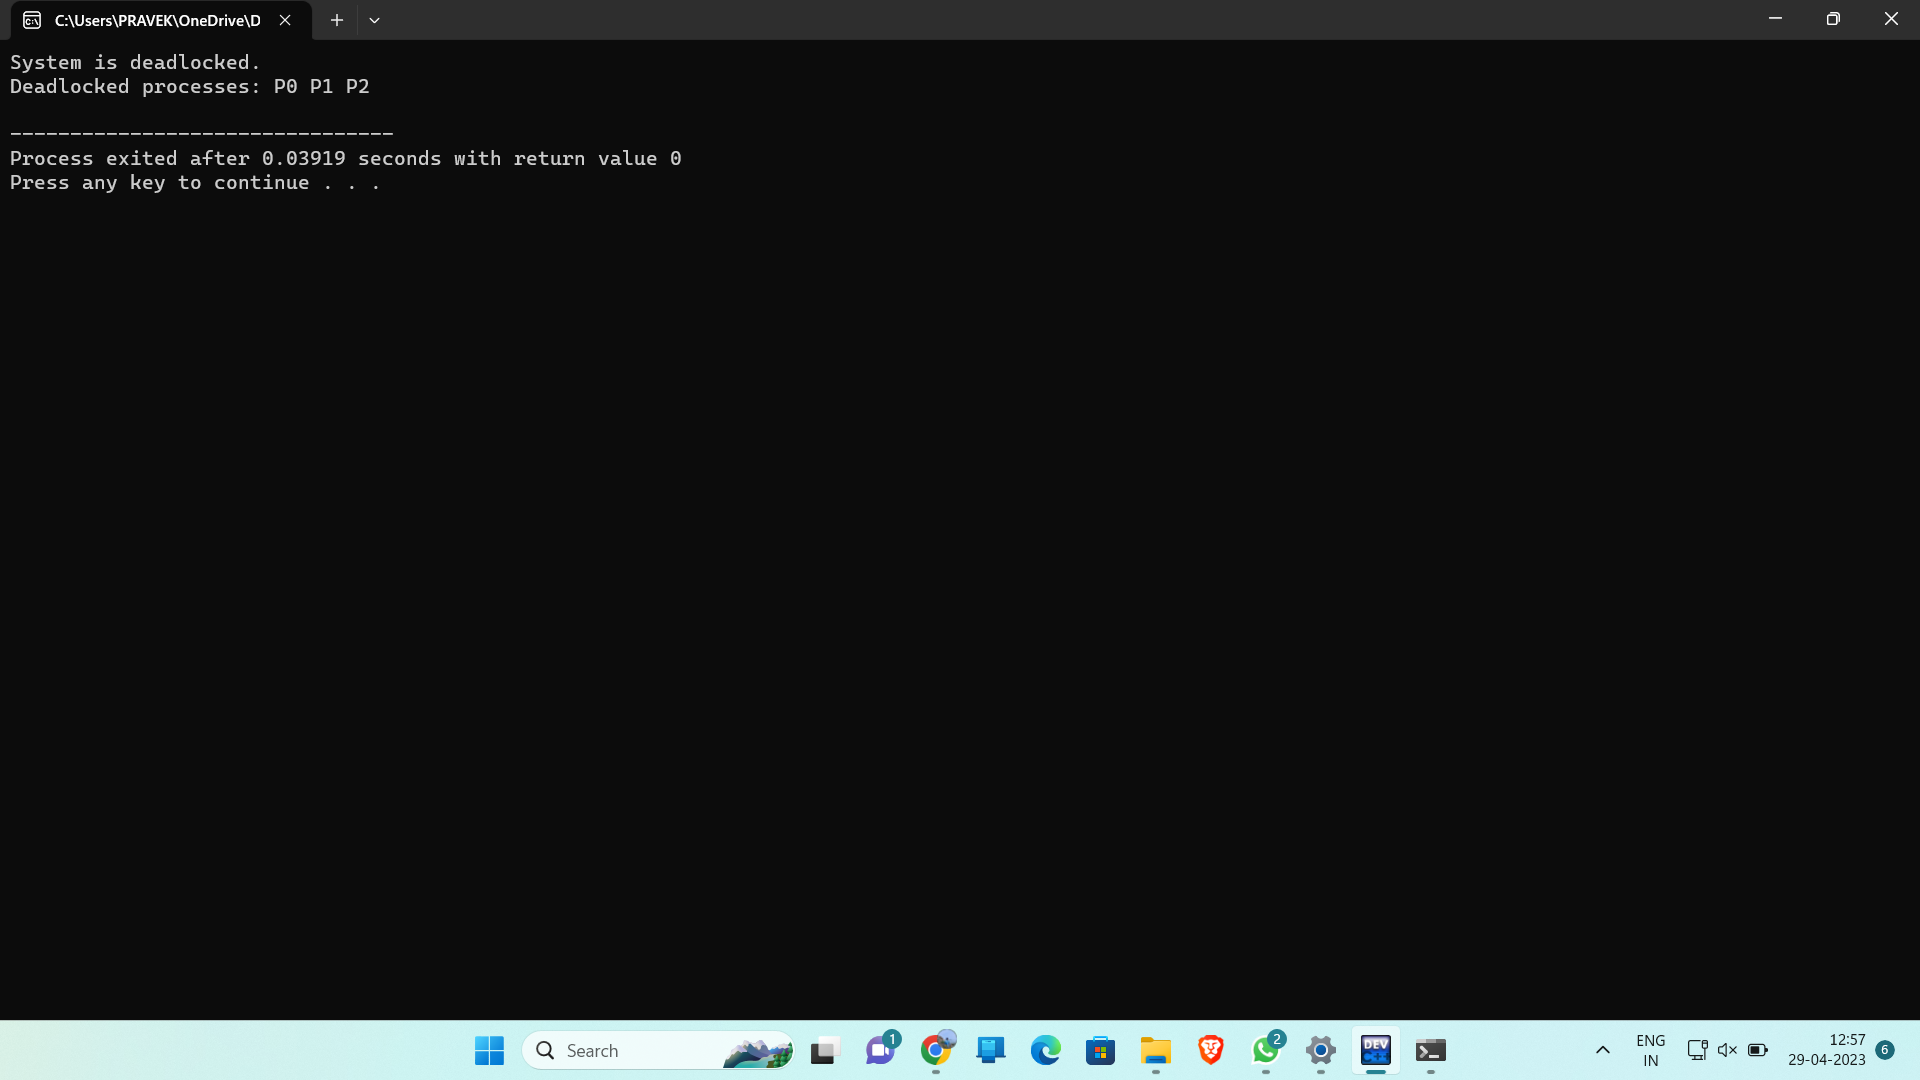 C:\Users\PRAVEK\OneDrive\D
System is deadlocked.
Deadlocked processes: P0 P1 P2
--------------------------------
Process exited after 0.03919 seconds with return value 0
Press any key to continue . . .
Search
1
2
DEV
C++
ENG
IN
12:57
29-04-2023
6